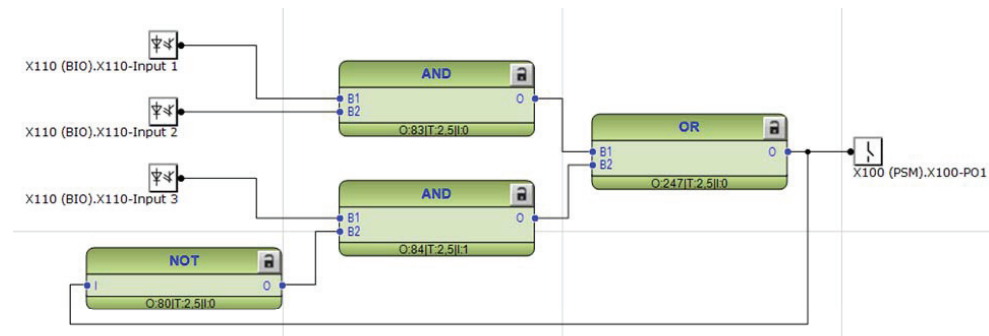 X110 (BIO).X110-Input 1
AND
B1
B2
O
O:83|T:2,5|I:0
X110 (BIO).X110-Input 2
OR
B1
B2
O
O:247|T:2,5|I:0
X100 (PSM).X100-PO1
X110 (BIO).X110-Input 3
AND
B1
B2
O
O:84|T:2,5|I:1
NOT
I
O
O:80|T:2,5|I:0